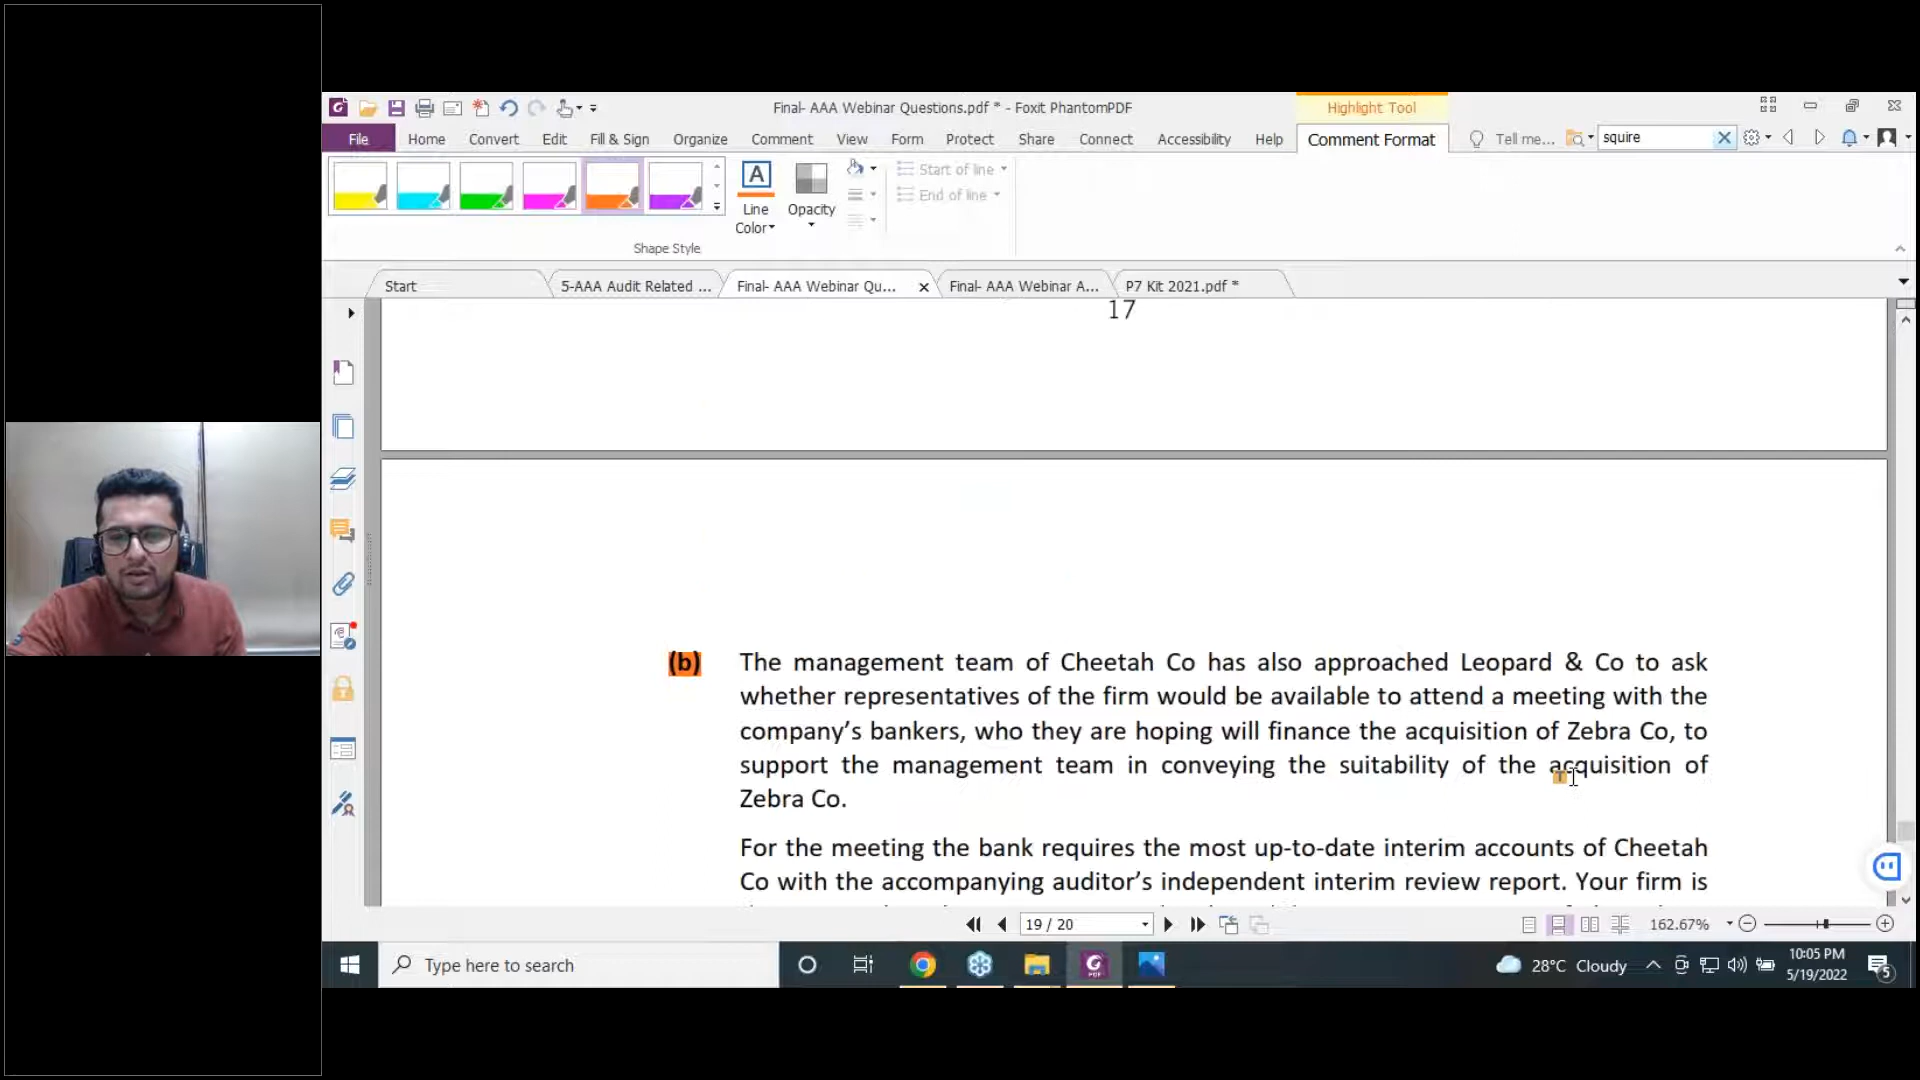 Final- AAA Webinar Questions.pdf * - Foxit PhantomPDF
Highlight Tool
File
Home
Convert
Edit
Fill & Sign
Organize
Comment
View
Form
Protect
Share
Connect
Accessibility
Help
Comment Format
Tell me...
squire
A
Line
Color
Opacity
Start of line
End of line
Shape Style
Start
5-AAA Audit Related ...
Final- AAA Webinar Qu...
Final- AAA Webinar A...
P7 Kit 2021.pdf *
17
(b) The management team of Cheetah Co has also approached Leopard & Co to ask
whether representatives of the firm would be available to attend a meeting with the
company's bankers, who they are hoping will finance the acquisition of Zebra Co, to
support the management team in conveying the suitability of the acquisition of
Zebra Co.
For the meeting the bank requires the most up-to-date interim accounts of Cheetah
Co with the accompanying auditor's independent interim review report. Your firm is
19 / 20
162.67%
Type here to search
28°C Cloudy
10:05 PM
5/19/2022
5